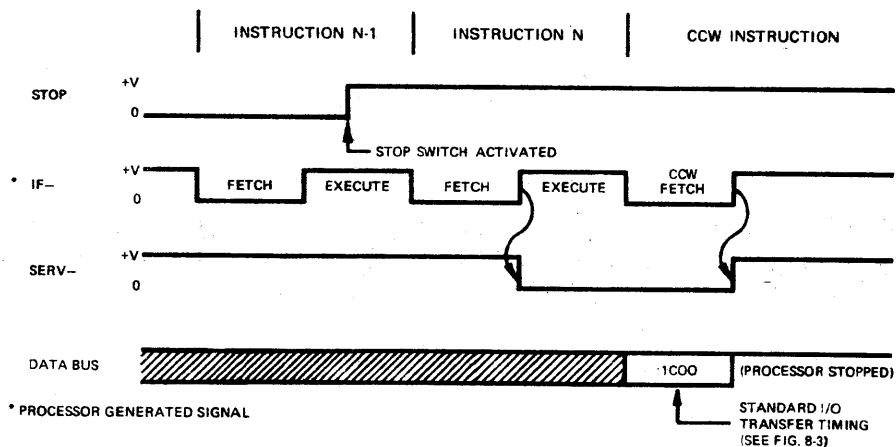 INSTRUCTION N-1 INSTRUCTION N CCW INSTRUCTION
+V
STOP
0
STOP SWITCH ACTIVATED
+V
* IF– FETCH EXECUTE FETCH EXECUTE CCW FETCH
0
+V
SERV–
0
DATA BUS 1C00 (PROCESSOR STOPPED)
* PROCESSOR GENERATED SIGNAL
STANDARD I/O
TRANSFER TIMING
(SEE FIG. 8-3)